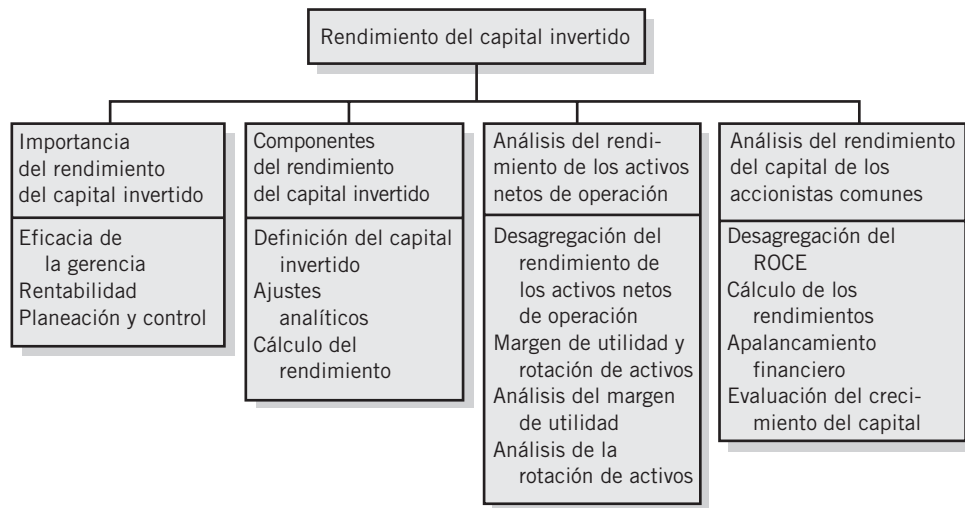 Rendimiento del capital invertido
Importancia
del rendimiento
del capital invertido
Eficacia de
la gerencia
Rentabilidad
Planeación y control
Componentes
del rendimiento
del capital invertido
Definición del capital
invertido
Ajustes
analíticos
Cálculo del
rendimiento
Análisis del rendi-
miento de los activos
netos de operación
Desagregación del
rendimiento de
los activos netos
de operación
Margen de utilidad y
rotación de activos
Análisis del margen
de utilidad
Análisis de la
rotación de activos
Análisis del rendimiento
del capital de los
accionistas comunes
Desagregación del
ROCE
Cálculo de los
rendimientos
Apalancamiento
financiero
Evaluación del creci-
miento del capital